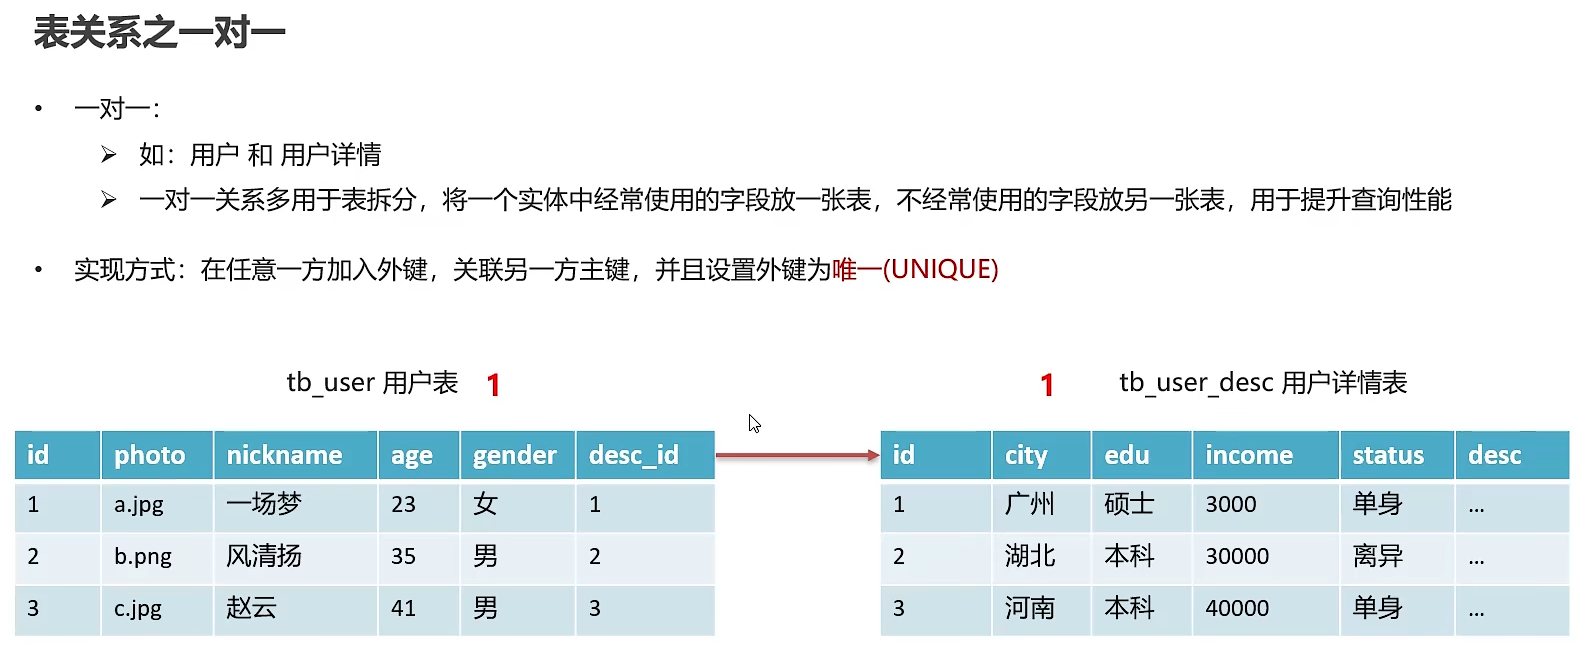 表关系之一对一
• 一对一：
➢ 如：用户 和 用户详情
➢ 一对一关系多用于表拆分，将一个实体中经常使用的字段放一张表，不经常使用的字段放另一张表，用于提升查询性能
• 实现方式：在任意一方加入外键，关联另一方主键，并且设置外键为唯一(UNIQUE)
tb_user 用户表 1
id photo nickname age gender desc_id
1 a.jpg 一场梦 23 女 1
2 b.png 风清扬 35 男 2
3 c.jpg 赵云 41 男 3
1 tb_user_desc 用户详情表
id city edu income status desc
1 广州 硕士 3000 单身 ...
2 湖北 本科 30000 离异 ...
3 河南 本科 40000 单身 ...